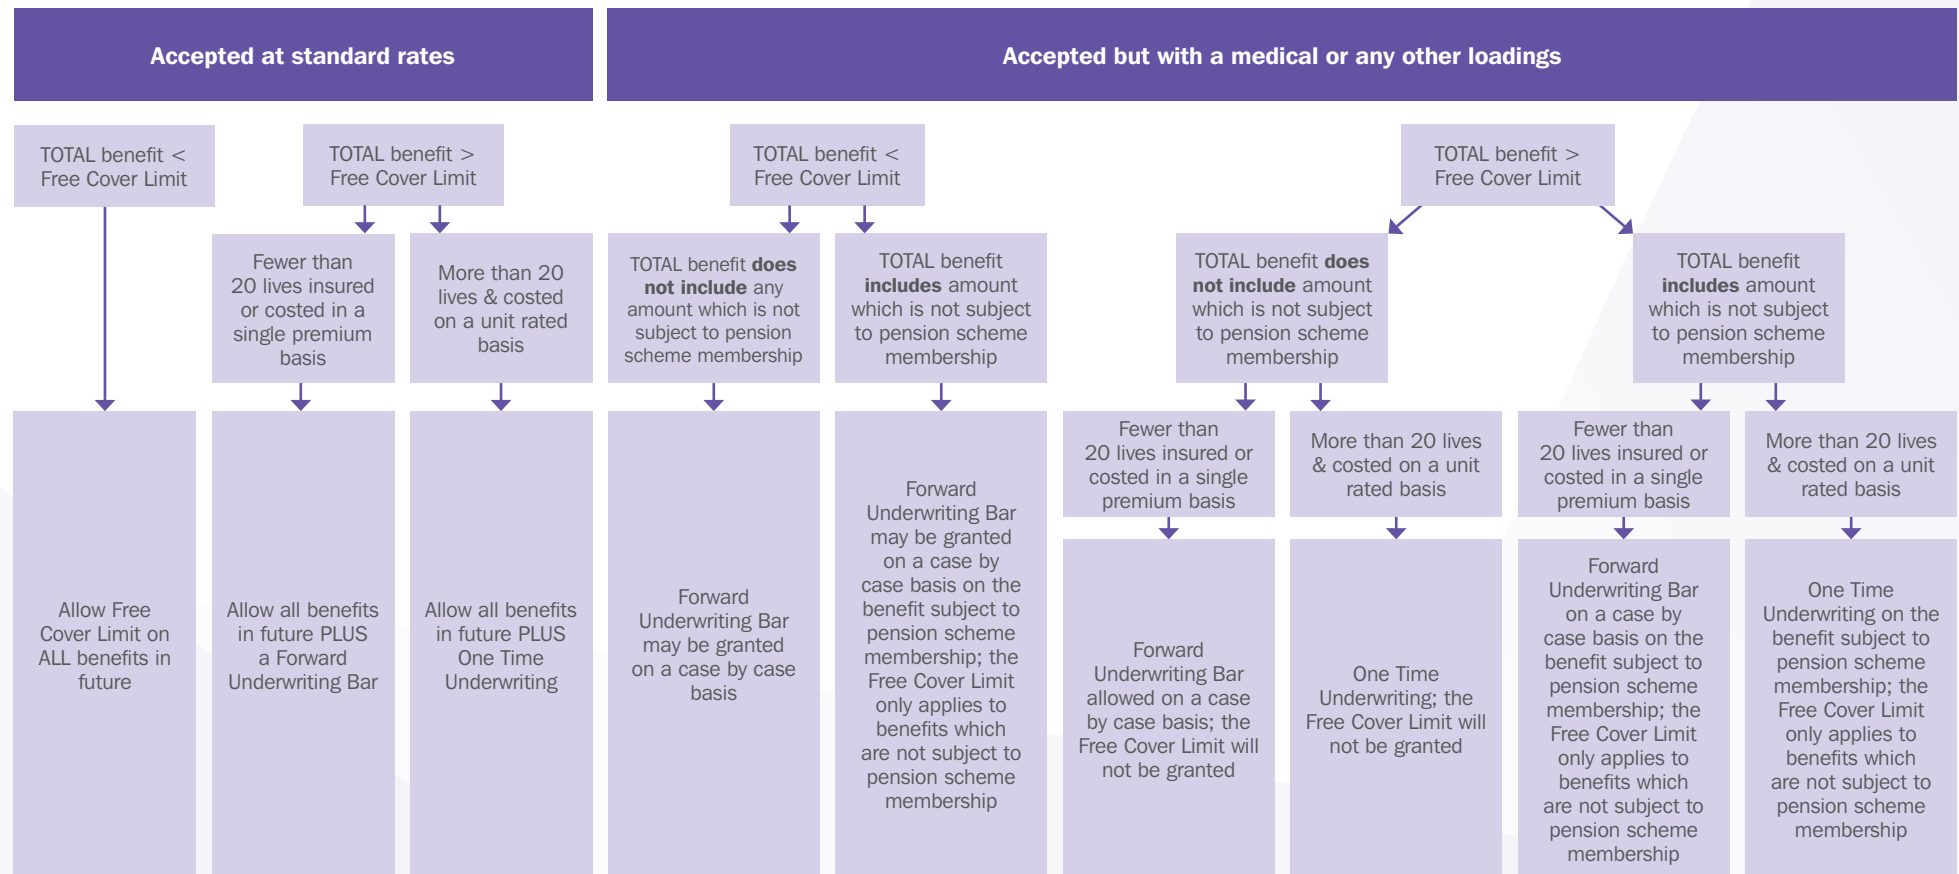 Accepted at standard rates
Accepted but with a medical or any other loadings
TOTAL benefit <
Free Cover Limit
TOTAL benefit >
Free Cover Limit
TOTAL benefit <
Free Cover Limit
TOTAL benefit >
Free Cover Limit
Fewer than
20 lives insured
or costed in a
single premium
basis
More than 20
lives & costed
on a unit rated
basis
TOTAL benefit does
not include any
amount which is not
subject to pension
scheme membership
TOTAL benefit
includes amount
which is not subject
to pension scheme
membership
TOTAL benefit does
not include amount
which is not subject
to pension scheme
membership
TOTAL benefit
includes amount
which is not subject
to pension scheme
membership
Fewer than
20 lives insured or
costed in a single
premium basis
More than 20 lives
& costed on a unit
rated basis
Fewer than
20 lives insured or
costed in a single
premium basis
More than 20 lives
& costed on a unit
rated basis
Allow Free
Cover Limit on
ALL benefits in
future
Allow all benefits
in future PLUS
a Forward
Underwriting Bar
Allow all benefits
in future PLUS
One Time
Underwriting
Forward
Underwriting Bar
may be granted
on a case by case
basis
Forward
Underwriting Bar
may be granted
on a case by
case basis on the
benefit subject to
pension scheme
membership; the
Free Cover Limit
only applies to
benefits which
are not subject to
pension scheme
membership
Forward
Underwriting Bar
allowed on a case
by case basis; the
Free Cover Limit will
not be granted
One Time
Underwriting; the
Free Cover Limit will
not be granted
Forward
Underwriting Bar
on a case by
case basis on the
benefit subject to
pension scheme
membership; the
Free Cover Limit
only applies to
benefits which
are not subject to
pension scheme
membership
One Time
Underwriting on the
benefit subject to
pension scheme
membership; the
Free Cover Limit
only applies to
benefits which
are not subject to
pension scheme
membership